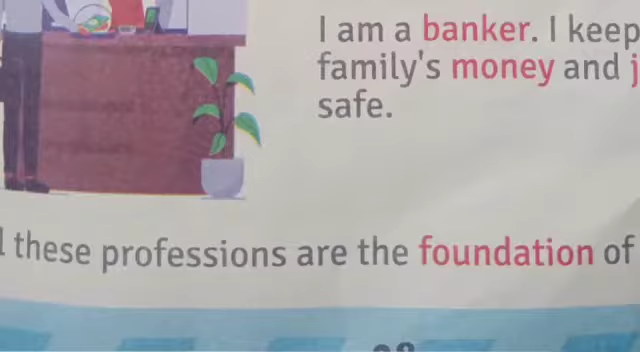 I am a banker. I keep
family's money and
safe.
these professions are the foundation of